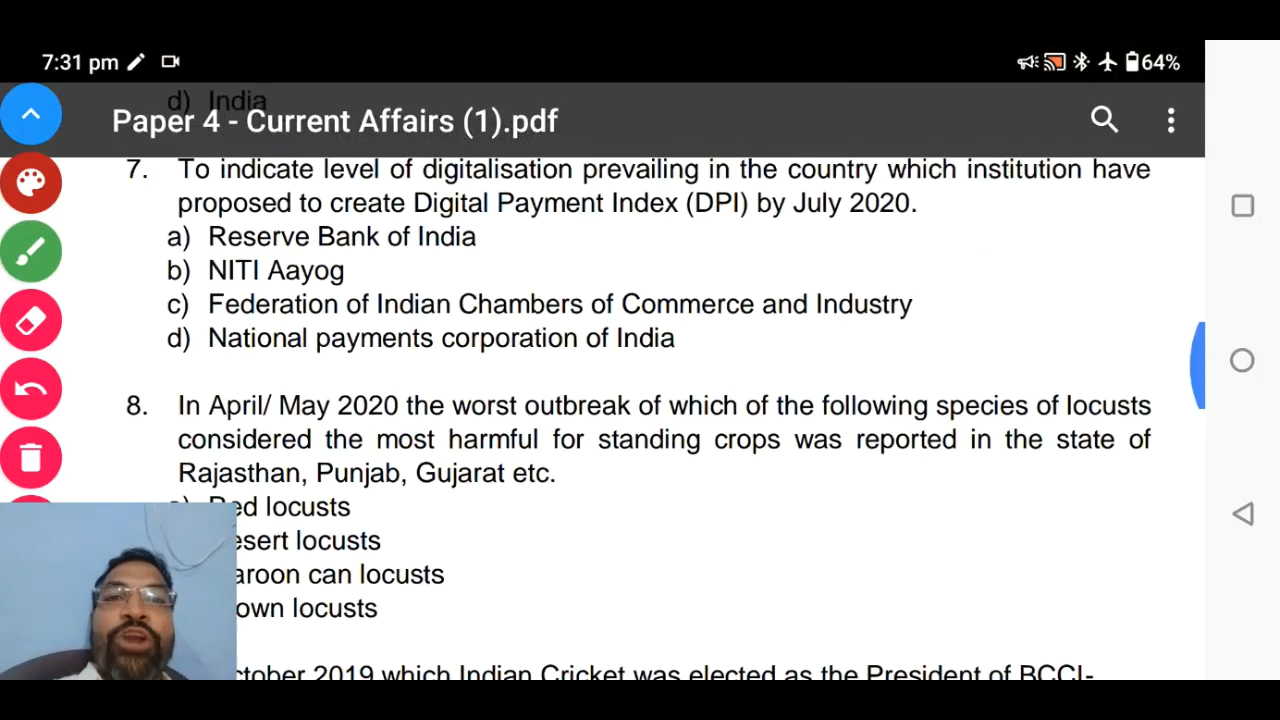 7:31 pm
64%
d) India
Paper 4 - Current Affairs (1).pdf
7. To indicate level of digitalisation prevailing in the country which institution have
proposed to create Digital Payment Index (DPI) by July 2020.
a) Reserve Bank of India
b) NITI Aayog
c) Federation of Indian Chambers of Commerce and Industry
d) National payments corporation of India
8. In April/ May 2020 the worst outbreak of which of the following species of locusts
considered the most harmful for standing crops was reported in the state of
Rajasthan, Punjab, Gujarat etc.
locusts
locusts
can locusts
locusts
2019 which Indian Cricket was elected as the President of BCCI-